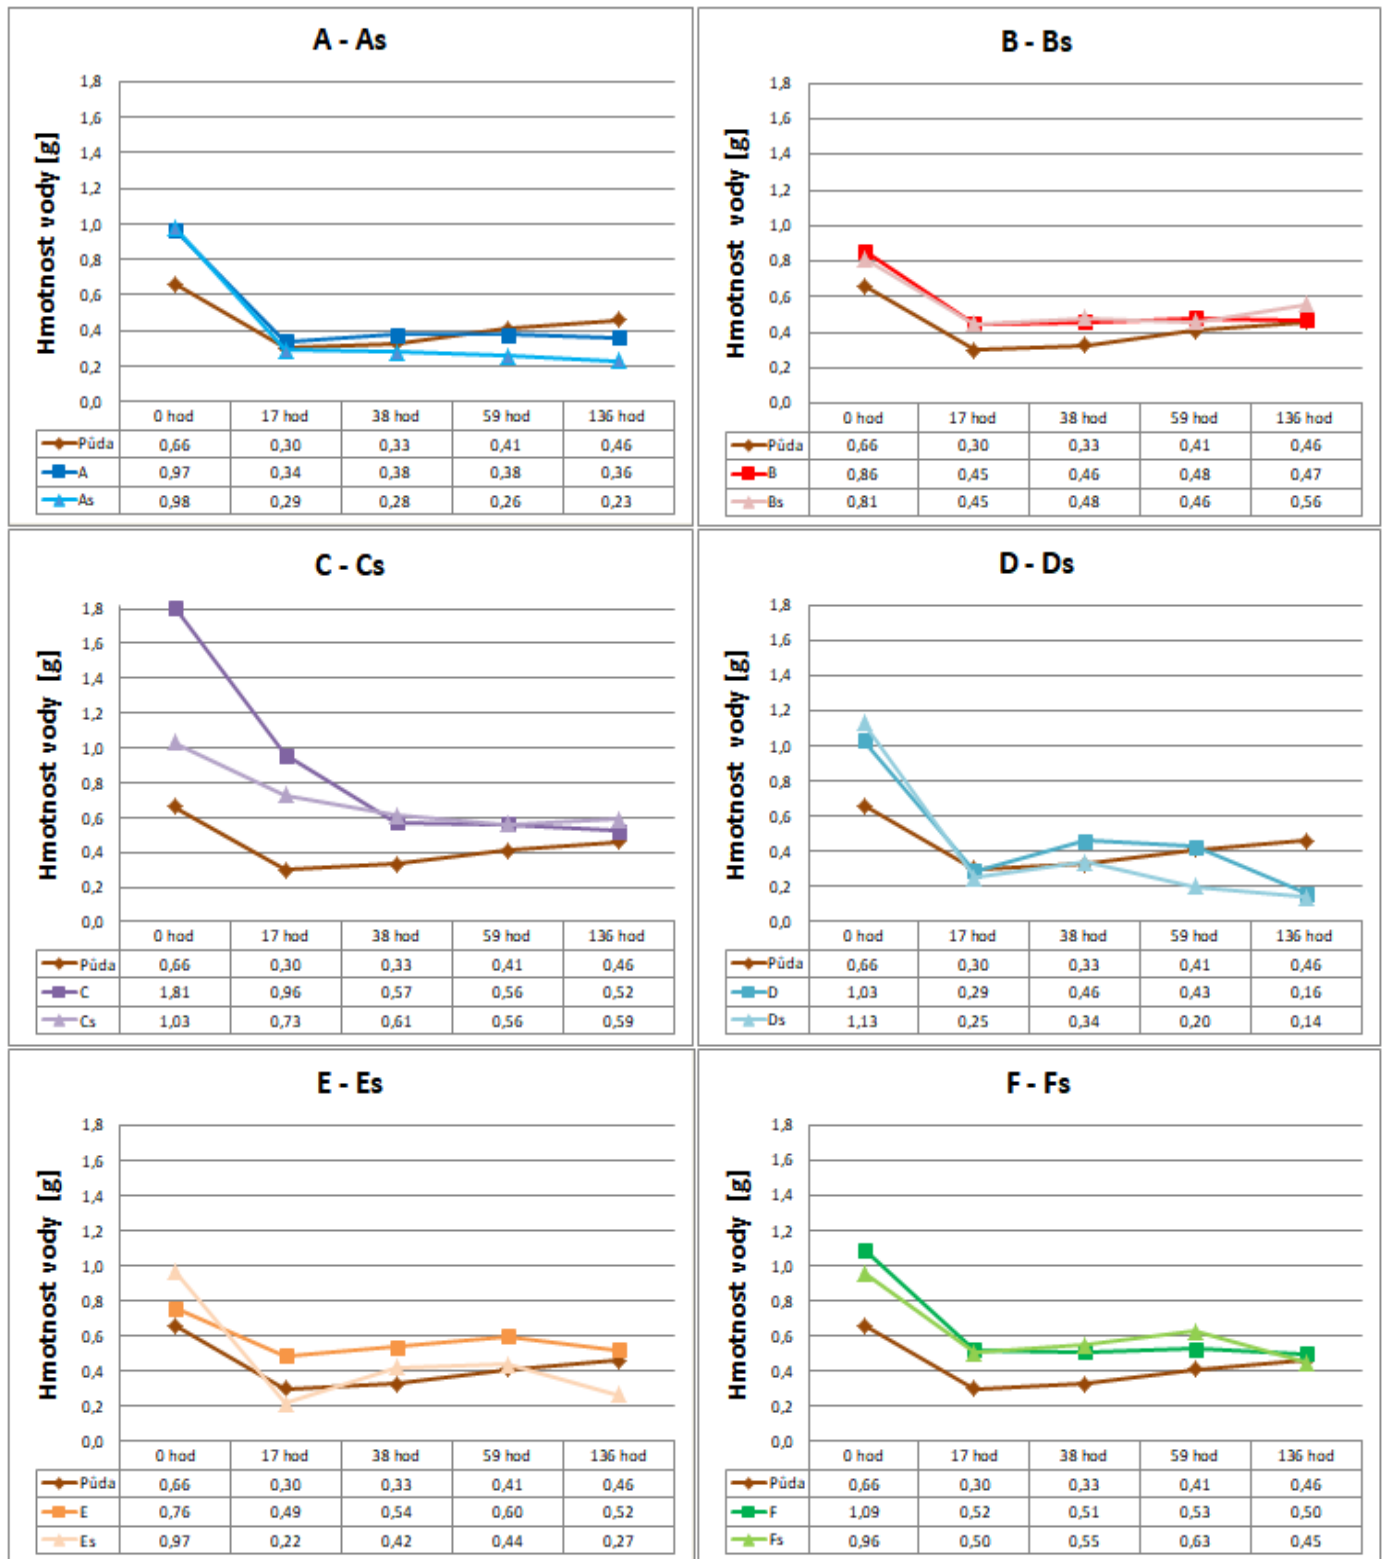 A - As
Hmotnost vody [g]
1,8
1,6
1,4
1,2
1,0
0,8
0,6
0,4
0,2
0,0
0 hod 17 hod 38 hod 59 hod 136 hod
Půda 0,66 0,30 0,33 0,41 0,46
A 0,97 0,34 0,38 0,38 0,36
As 0,98 0,29 0,28 0,26 0,23
B - Bs
Hmotnost vody [g]
1,8
1,6
1,4
1,2
1,0
0,8
0,6
0,4
0,2
0,0
0 hod 17 hod 38 hod 59 hod 136 hod
Půda 0,66 0,30 0,33 0,41 0,46
B 0,86 0,45 0,46 0,48 0,47
Bs 0,81 0,45 0,48 0,46 0,56
C - Cs
Hmotnost vody [g]
1,8
1,6
1,4
1,2
1,0
0,8
0,6
0,4
0,2
0,0
0 hod 17 hod 38 hod 59 hod 136 hod
Půda 0,66 0,30 0,33 0,41 0,46
C 1,81 0,96 0,57 0,56 0,52
Cs 1,03 0,73 0,61 0,56 0,59
D - Ds
Hmotnost vody [g]
1,8
1,6
1,4
1,2
1,0
0,8
0,6
0,4
0,2
0,0
0 hod 17 hod 38 hod 59 hod 136 hod
Půda 0,66 0,30 0,33 0,41 0,46
D 1,03 0,29 0,46 0,43 0,16
Ds 1,13 0,25 0,34 0,20 0,14
E - Es
Hmotnost vody [g]
1,8
1,6
1,4
1,2
1,0
0,8
0,6
0,4
0,2
0,0
0 hod 17 hod 38 hod 59 hod 136 hod
Půda 0,66 0,30 0,33 0,41 0,46
E 0,76 0,49 0,54 0,60 0,52
Es 0,97 0,22 0,42 0,44 0,27
F - Fs
Hmotnost vody [g]
1,8
1,6
1,4
1,2
1,0
0,8
0,6
0,4
0,2
0,0
0 hod 17 hod 38 hod 59 hod 136 hod
Půda 0,66 0,30 0,33 0,41 0,46
F 1,09 0,52 0,51 0,53 0,50
Fs 0,96 0,50 0,55 0,63 0,45